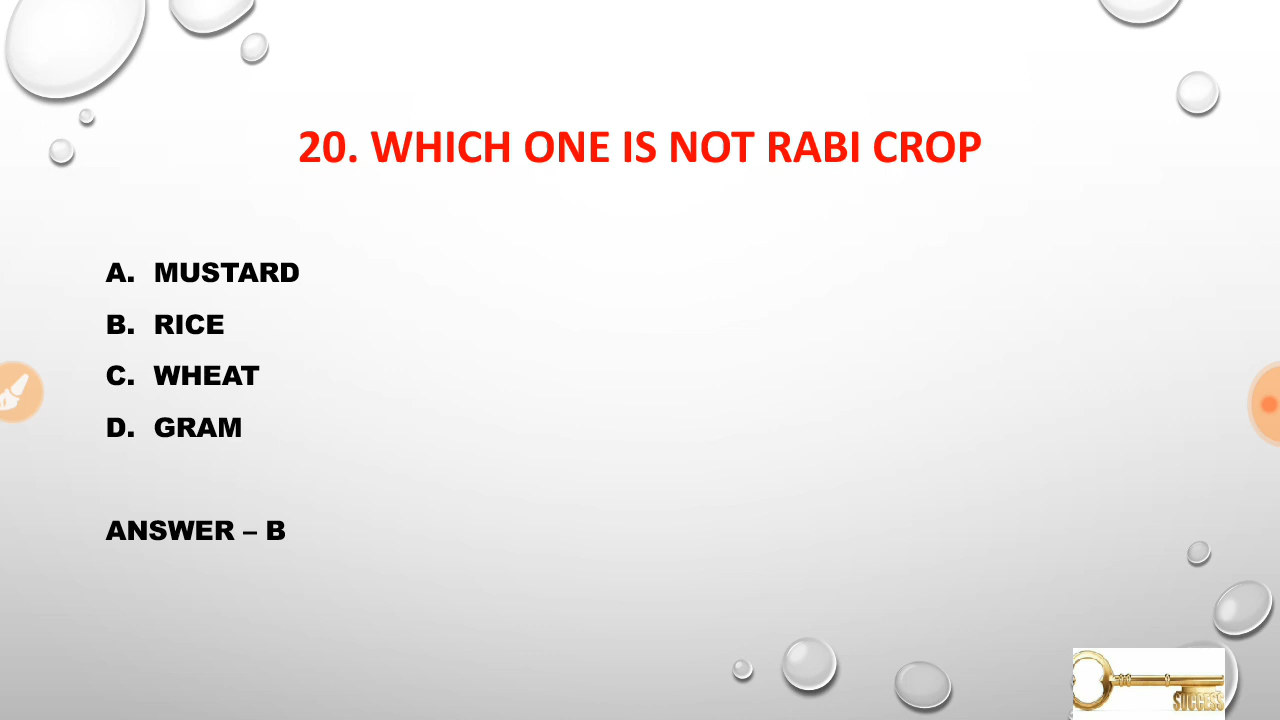 20. WHICH ONE IS NOT RABI CROP
A. MUSTARD
B. RICE
C. WHEAT
D. GRAM
ANSWER – B
SUCCESS